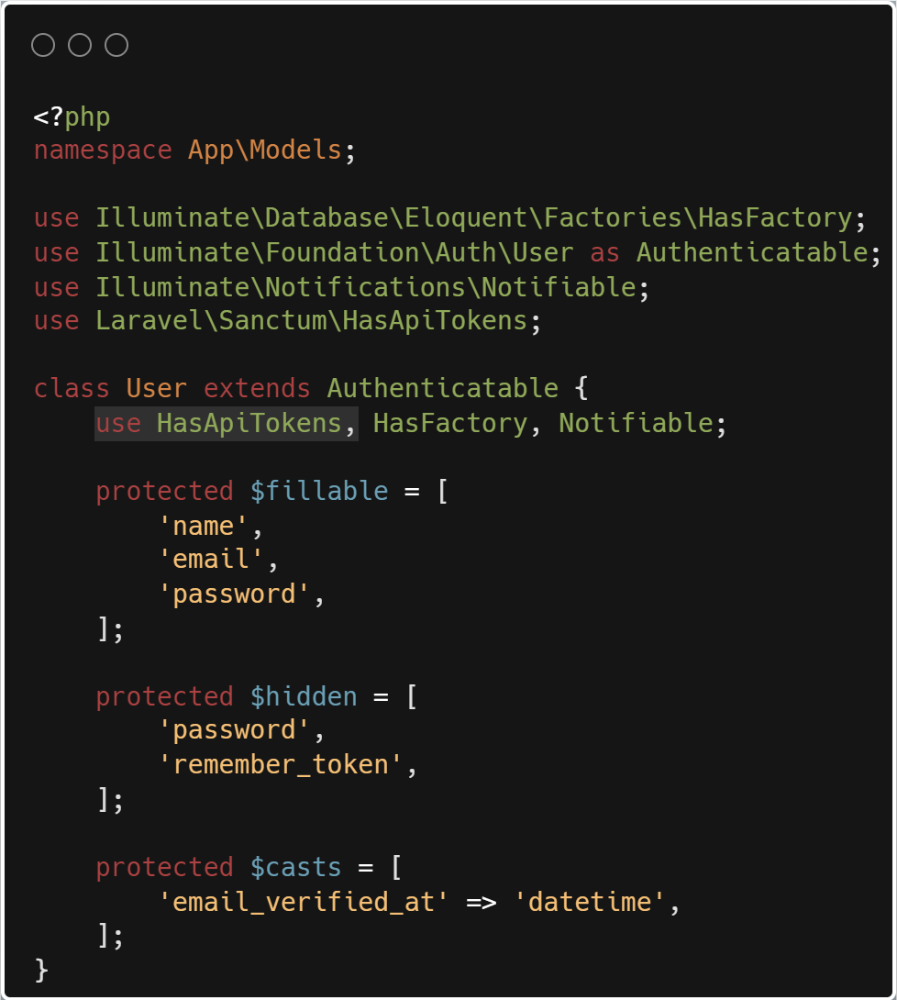 <?php
namespace App\Models;

use Illuminate\Database\Eloquent\Factories\HasFactory;
use Illuminate\Foundation\Auth\User as Authenticatable;
use Illuminate\Notifications\Notifiable;
use Laravel\Sanctum\HasApiTokens;

class User extends Authenticatable {
    use HasApiTokens, HasFactory, Notifiable;

    protected $fillable = [
        'name',
        'email',
        'password',
    ];

    protected $hidden = [
        'password',
        'remember_token',
    ];

    protected $casts = [
        'email_verified_at' => 'datetime',
    ];
}